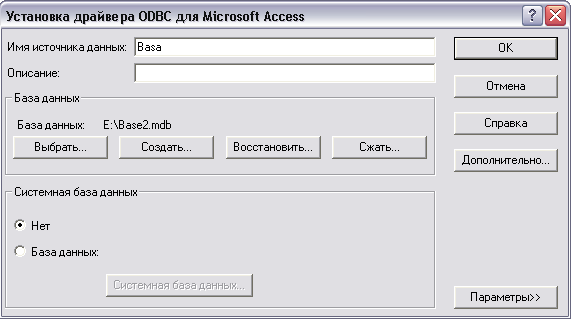 Установка драйвера ODBC для Microsoft Access
Имя источника данных: Basa
OK
Описание:
Отмена
База данных
База данных: E:\Base2.mdb
Справка
Выбрать... Создать... Восстановить... Сжать...
Дополнительно...
Системная база данных
Нет
База данных:
Системная база данных...
Параметры>>